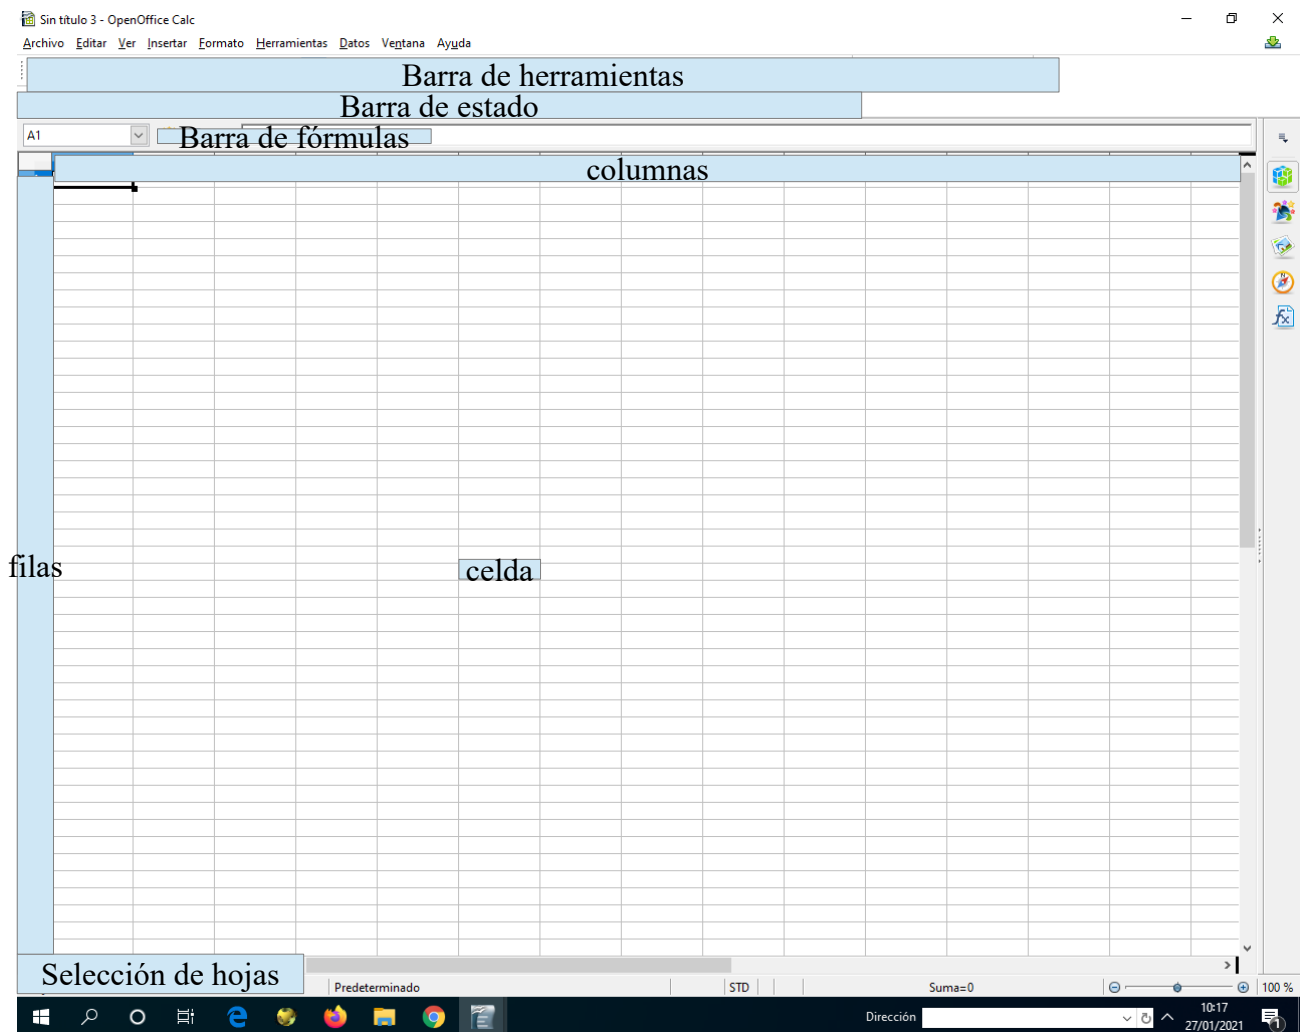 Sin título 3 - OpenOffice Calc
Archivo Editar Ver Insertar Formato Herramientas Datos Ventana Ayuda
Barra de herramientas
Barra de estado
A1
Barra de fórmulas
columnas
filas
celda
Selección de hojas
Predeterminado STD Suma=0 100 %
Dirección
10:17
27/01/2021
1